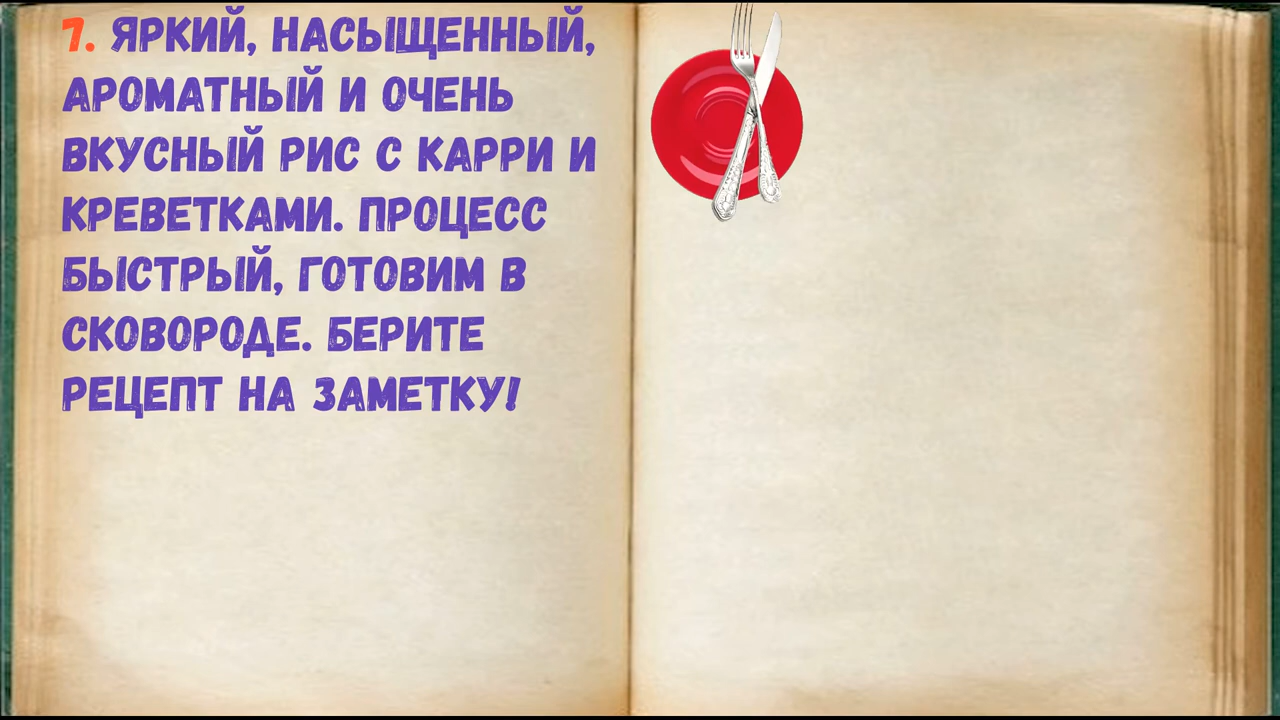 7. ЯРКИЙ, НАСЫЩЕННЫЙ,
АРОМАТНЫЙ И ОЧЕНЬ
ВКУСНЫЙ РИС С КАРРИ И
КРЕВЕТКАМИ. ПРОЦЕСС
БЫСТРЫЙ, ГОТОВИМ В
СКОВОРОДЕ. БЕРИТЕ
РЕЦЕПТ НА ЗАМЕТКУ!